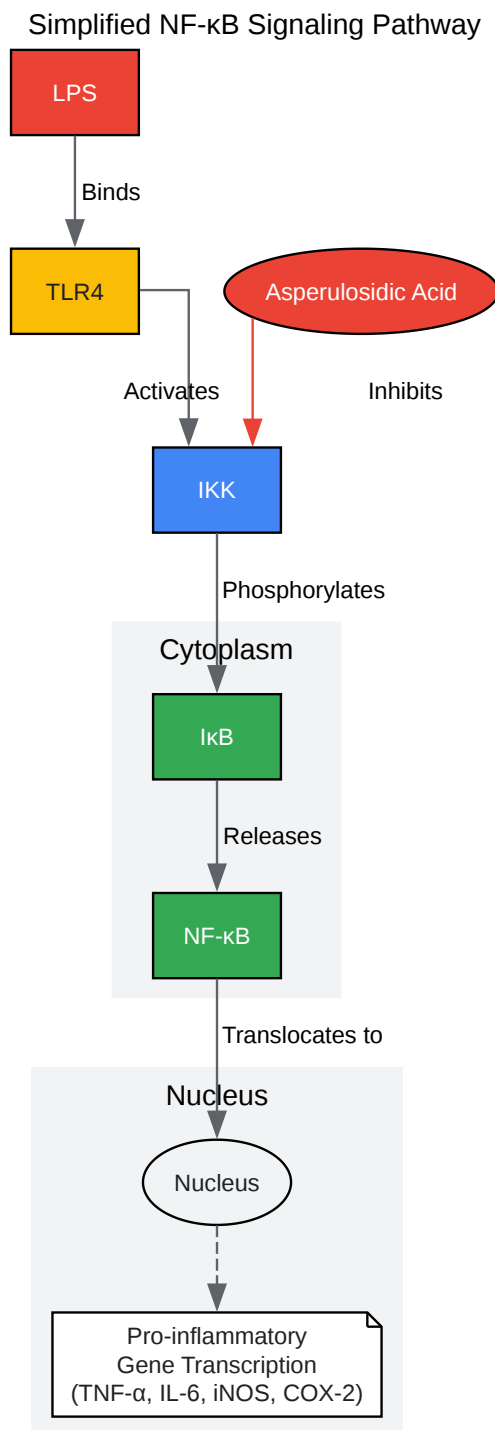 Simplified NF-κB Signaling Pathway
LPS
Binds
TLR4
Asperulosidic Acid
Activates
Inhibits
IKK
Phosphorylates
Cytoplasm
IκB
Releases
NF-κB
Translocates to
Nucleus
Nucleus
Pro-inflammatory
Gene Transcription
(TNF-α, IL-6, iNOS, COX-2)